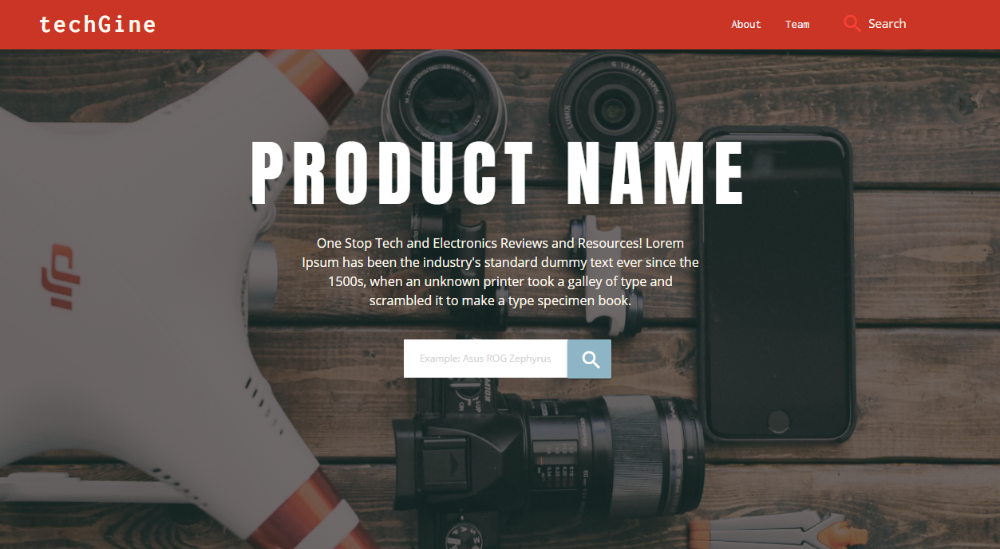 techGine
About Team Search
PRODUCT NAME
One Stop Tech and Electronics Reviews and Resources! Lorem
Ipsum has been the industry's standard dummy text ever since the
1500s, when an unknown printer took a galley of type and
scrambled it to make a type specimen book.
Example: Asus ROG Zephyrus
dji
LUMIX